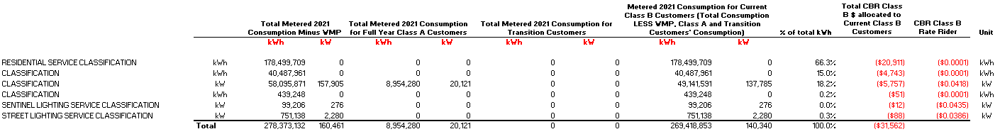 Metered 2021 Consumption for Current Total CBR Class
Class B Customers (Total Consumption B $ allocated to
Total Metered 2021 Total Metered 2021 Consumption Total Metered 2021 Consumption for LESS WMP, Class A and Transition Current Class B CBR Class B
Consumption Minus WMP for Full Year Class A Customers Transition Customers Customers' Consumption) % of total kWh Customers Rate Rider Unit
kWh kW kWh kW kWh kW kWh kW
RESIDENTIAL SERVICE CLASSIFICATION kWh 178,499,709 0 0 0 0 0 178,499,709 0 66.3% ($20,911) ($0.0001) kWh
CLASSIFICATION kWh 40,487,961 0 0 0 0 0 40,487,961 0 15.0% ($4,743) ($0.0001) kWh
CLASSIFICATION kW 58,095,871 157,905 8,954,280 20,121 0 0 49,141,591 137,785 18.2% ($5,757) ($0.0418) kW
CLASSIFICATION kWh 439,248 0 0 0 0 0 439,248 0 0.2% ($51) ($0.0001) kWh
SENTINEL LIGHTING SERVICE CLASSIFICATION kW 99,206 276 0 0 0 0 99,206 276 0.0% ($12) ($0.0435) kW
STREET LIGHTING SERVICE CLASSIFICATION kW 751,138 2,280 0 0 0 0 751,138 2,280 0.3% ($88) ($0.0386) kW
Total 278,373,132 160,461 8,954,280 20,121 0 0 269,418,853 140,340 100.0% ($31,562)